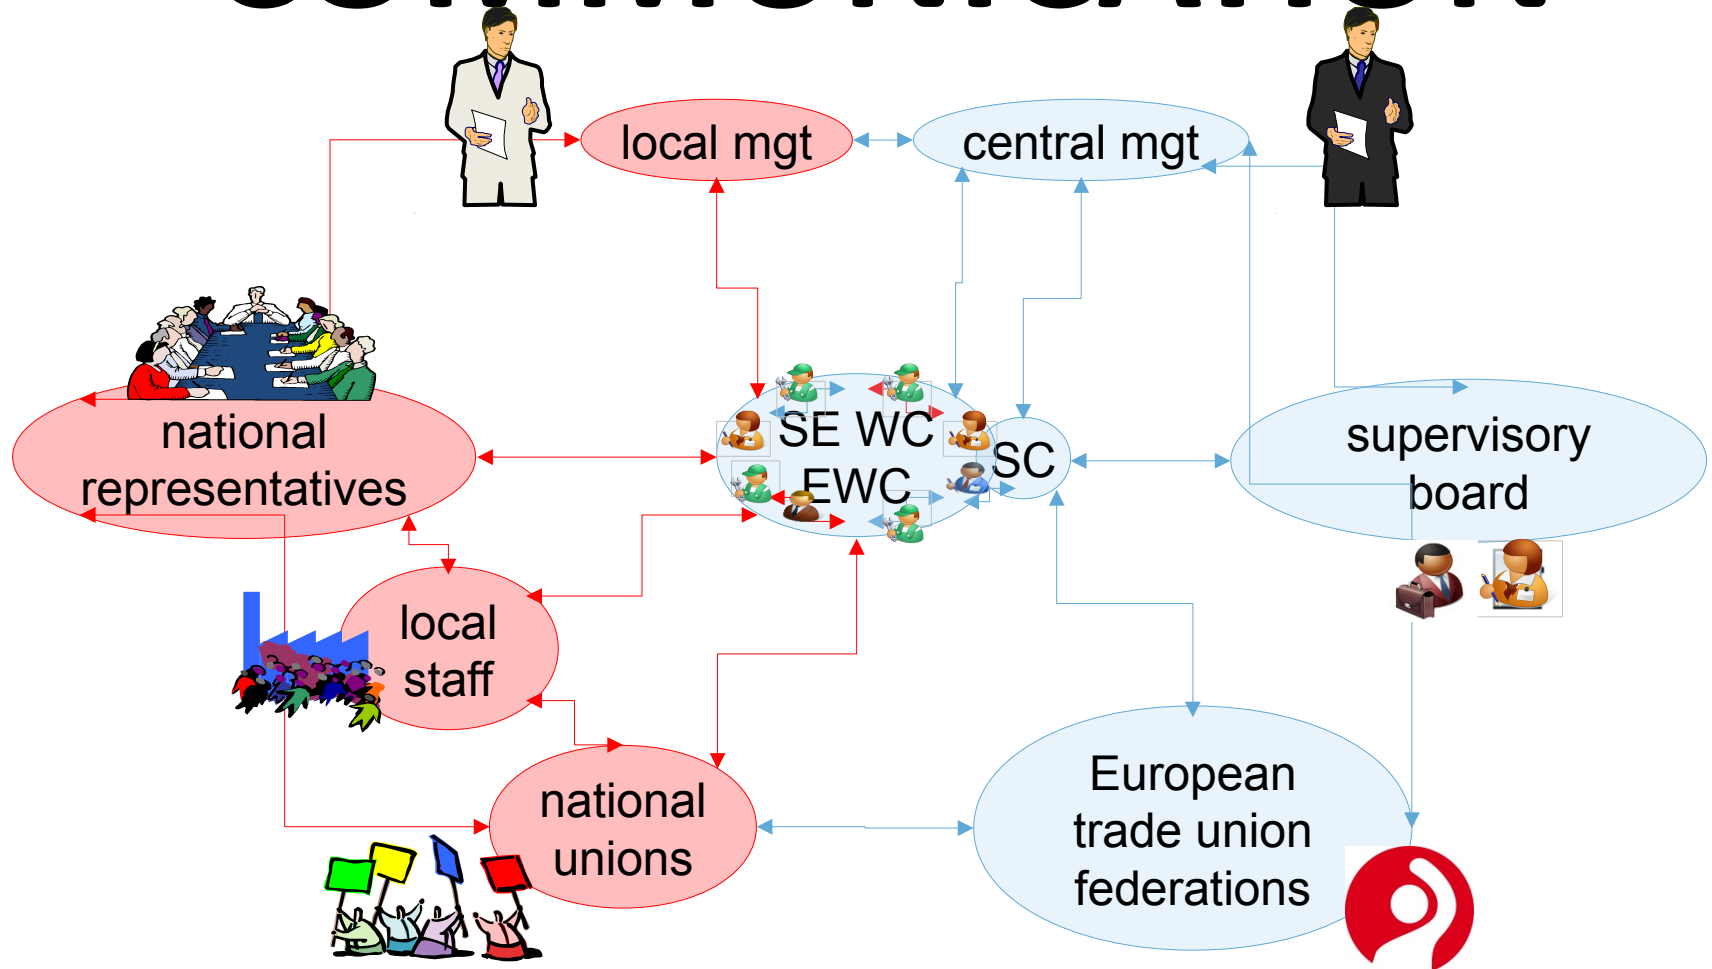 COMMUNICATION
local mgt
central mgt
national
representatives
SE WC
EWC
SC
supervisory
board
local
staff
national
unions
European
trade union
federations